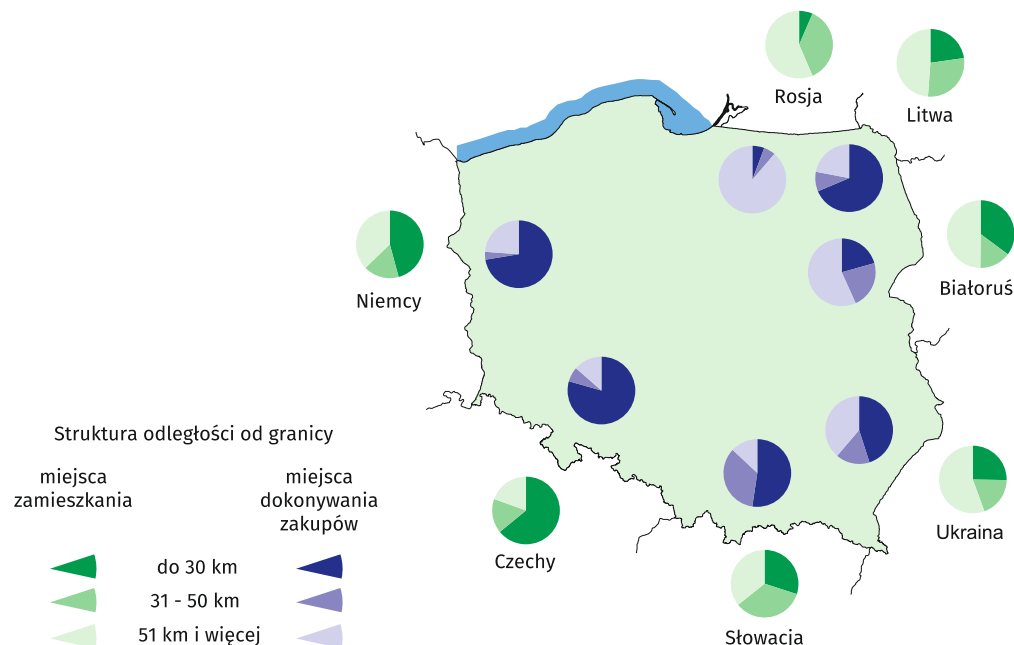 Rosja
Litwa
Białoruś
Niemcy
Struktura odległości od granicy
miejsca
zamieszkania
miejsca
dokonywania
zakupów
Czechy
Ukraina
do 30 km
31 - 50 km
51 km i więcej
Słowacja